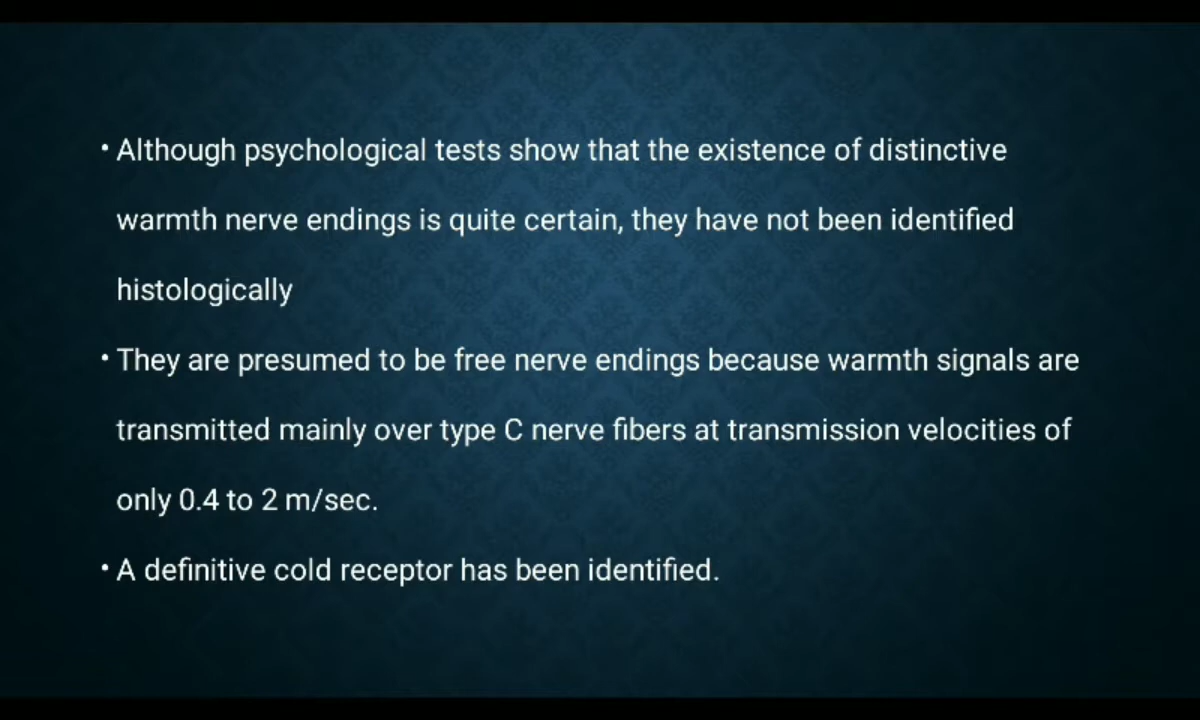 • Although psychological tests show that the existence of distinctive
warmth nerve endings is quite certain, they have not been identified
histologically
• They are presumed to be free nerve endings because warmth signals are
transmitted mainly over type C nerve fibers at transmission velocities of
only 0.4 to 2 m/sec.
• A definitive cold receptor has been identified.